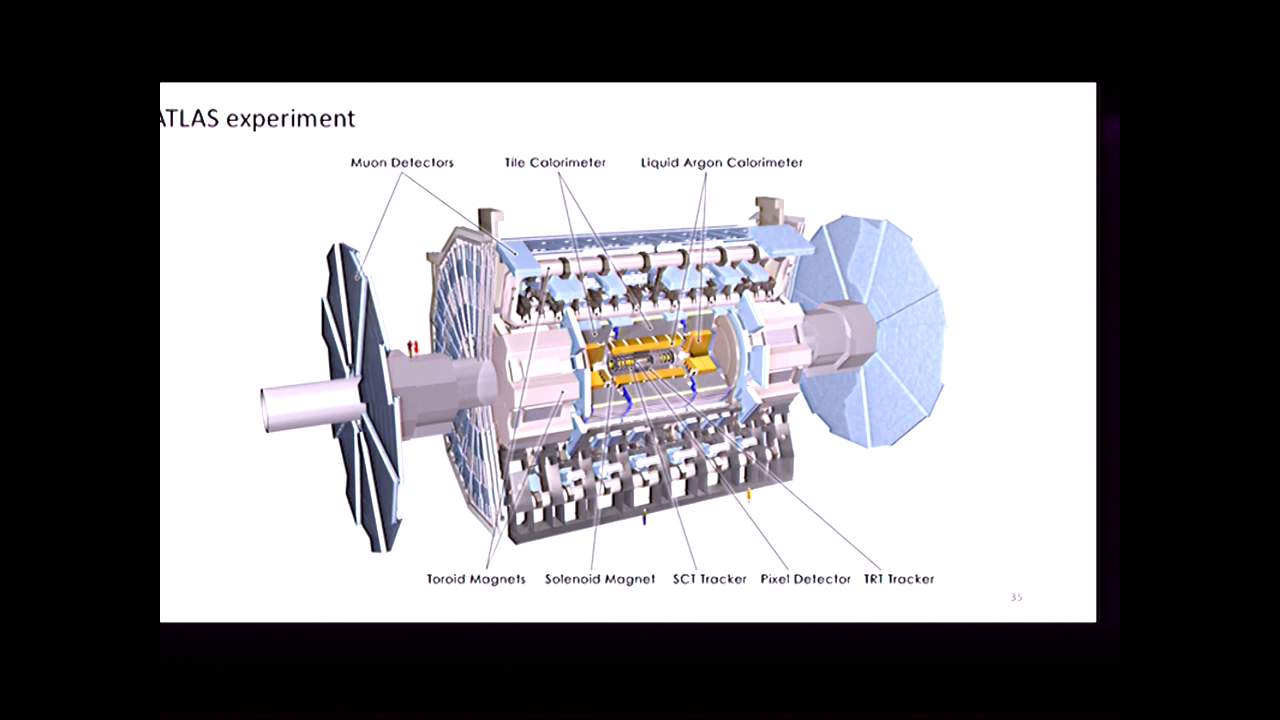 ATLAS experiment
Muon Detectors Tile Calorimeter Liquid Argon Calorimeter
Toroid Magnets Solenoid Magnet SCT Tracker Pixel Detector TRT Tracker
35